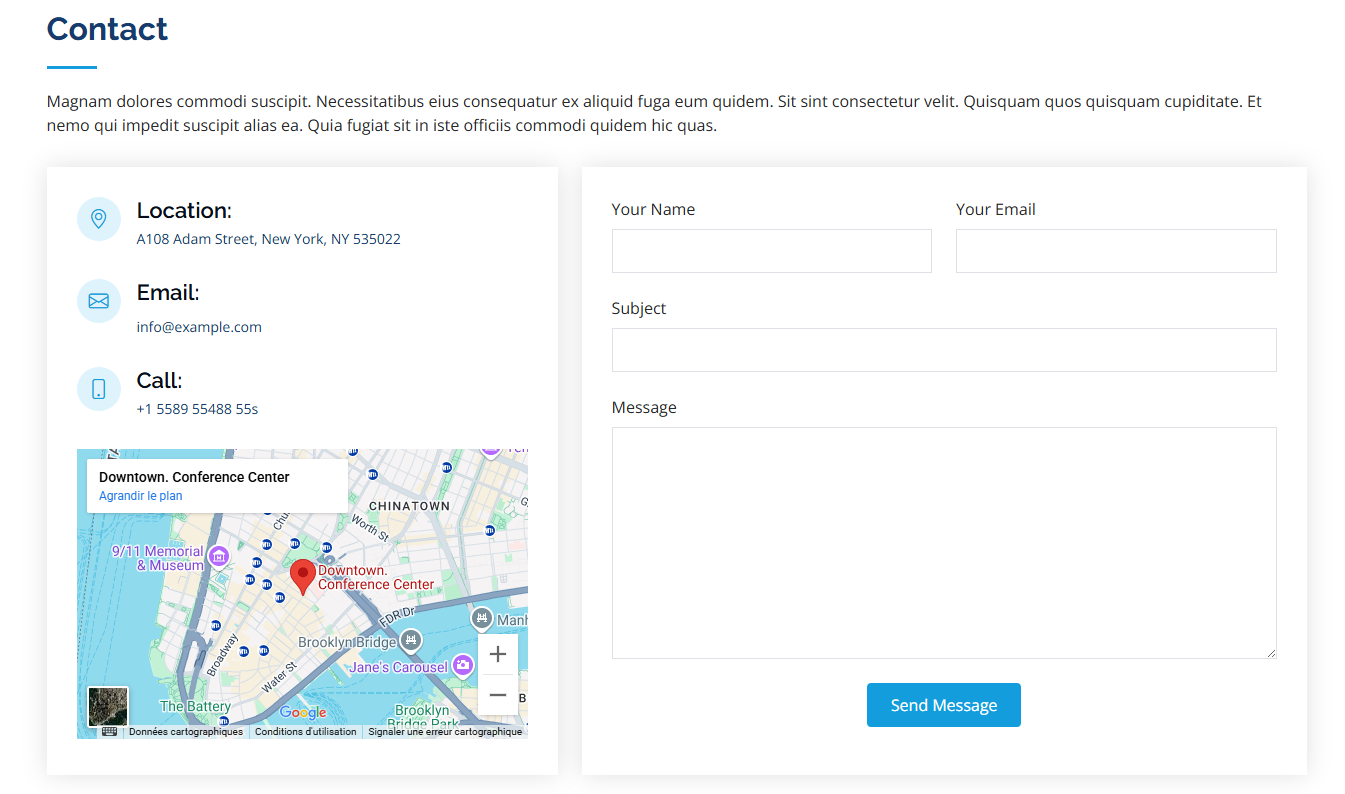 Contact
Magnam dolores commodi suscipit. Necessitatibus eius consequatur ex aliquid fuga eum quidem. Sit sint consectetur velit. Quisquam quos quisquam cupiditate. Et
nemo qui impedit suscipit alias ea. Quia fugiat sit in iste officiis commodi quidem hic quas.
Location:
A108 Adam Street, New York, NY 535022
Email:
info@example.com
Call:
+1 5589 55488 55s
Downtown. Conference Center
Agrandir le plan
CHINATOWN
Worth St
9/11 Memorial
& Museum
Downtown.
Conference Center
FDR Dr
Brooklyn Bridge
Broadway
Jane's Carousel
Water St
The Battery
Google
Brooklyn
Bridge Park
Données cartographiques
Conditions d'utilisation
Signaler une erreur cartographique
Your Name
Your Email
Subject
Message
Send Message